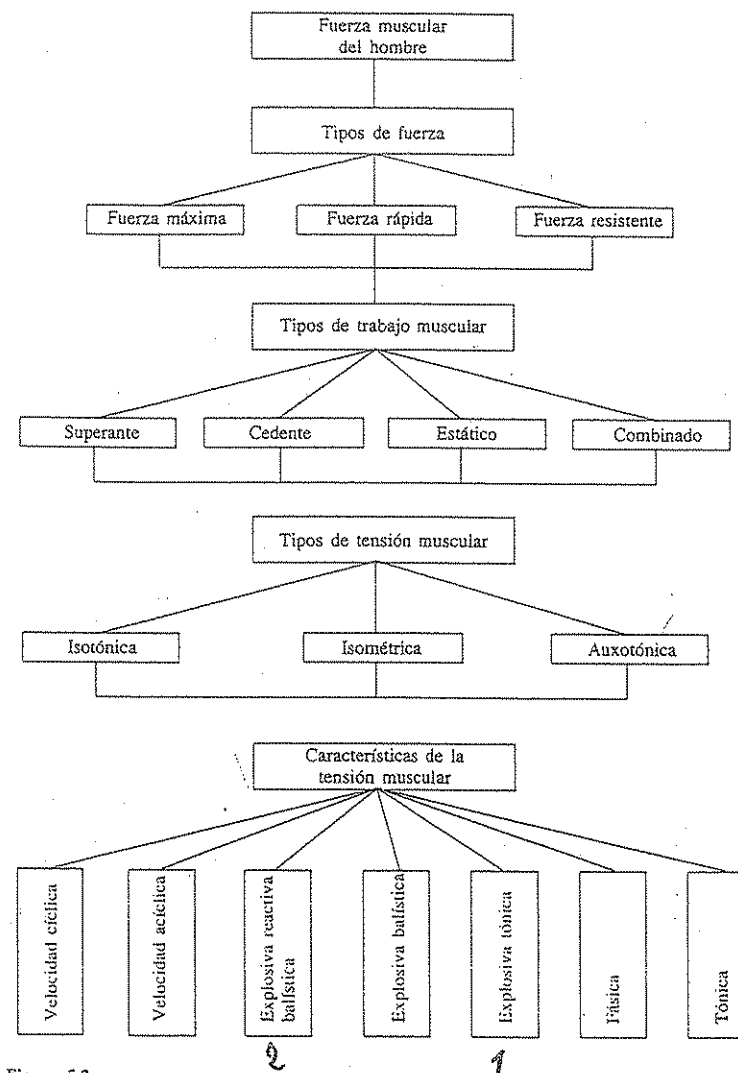 Fuerza muscular
del hombre
Tipos de fuerza
Fuerza máxima
Fuerza rápida
Fuerza resistente
Tipos de trabajo muscular
Superante
Cedente
Estático
Combinado
Tipos de tensión muscular
Isotónica
Isométrica
Auxotónica
Características de la
tensión muscular
Velocidad cíclica
Velocidad acíclica
Explosiva reactiva
balística
Explosiva balística
Explosiva tónica
Fásica
Tónica
2
1